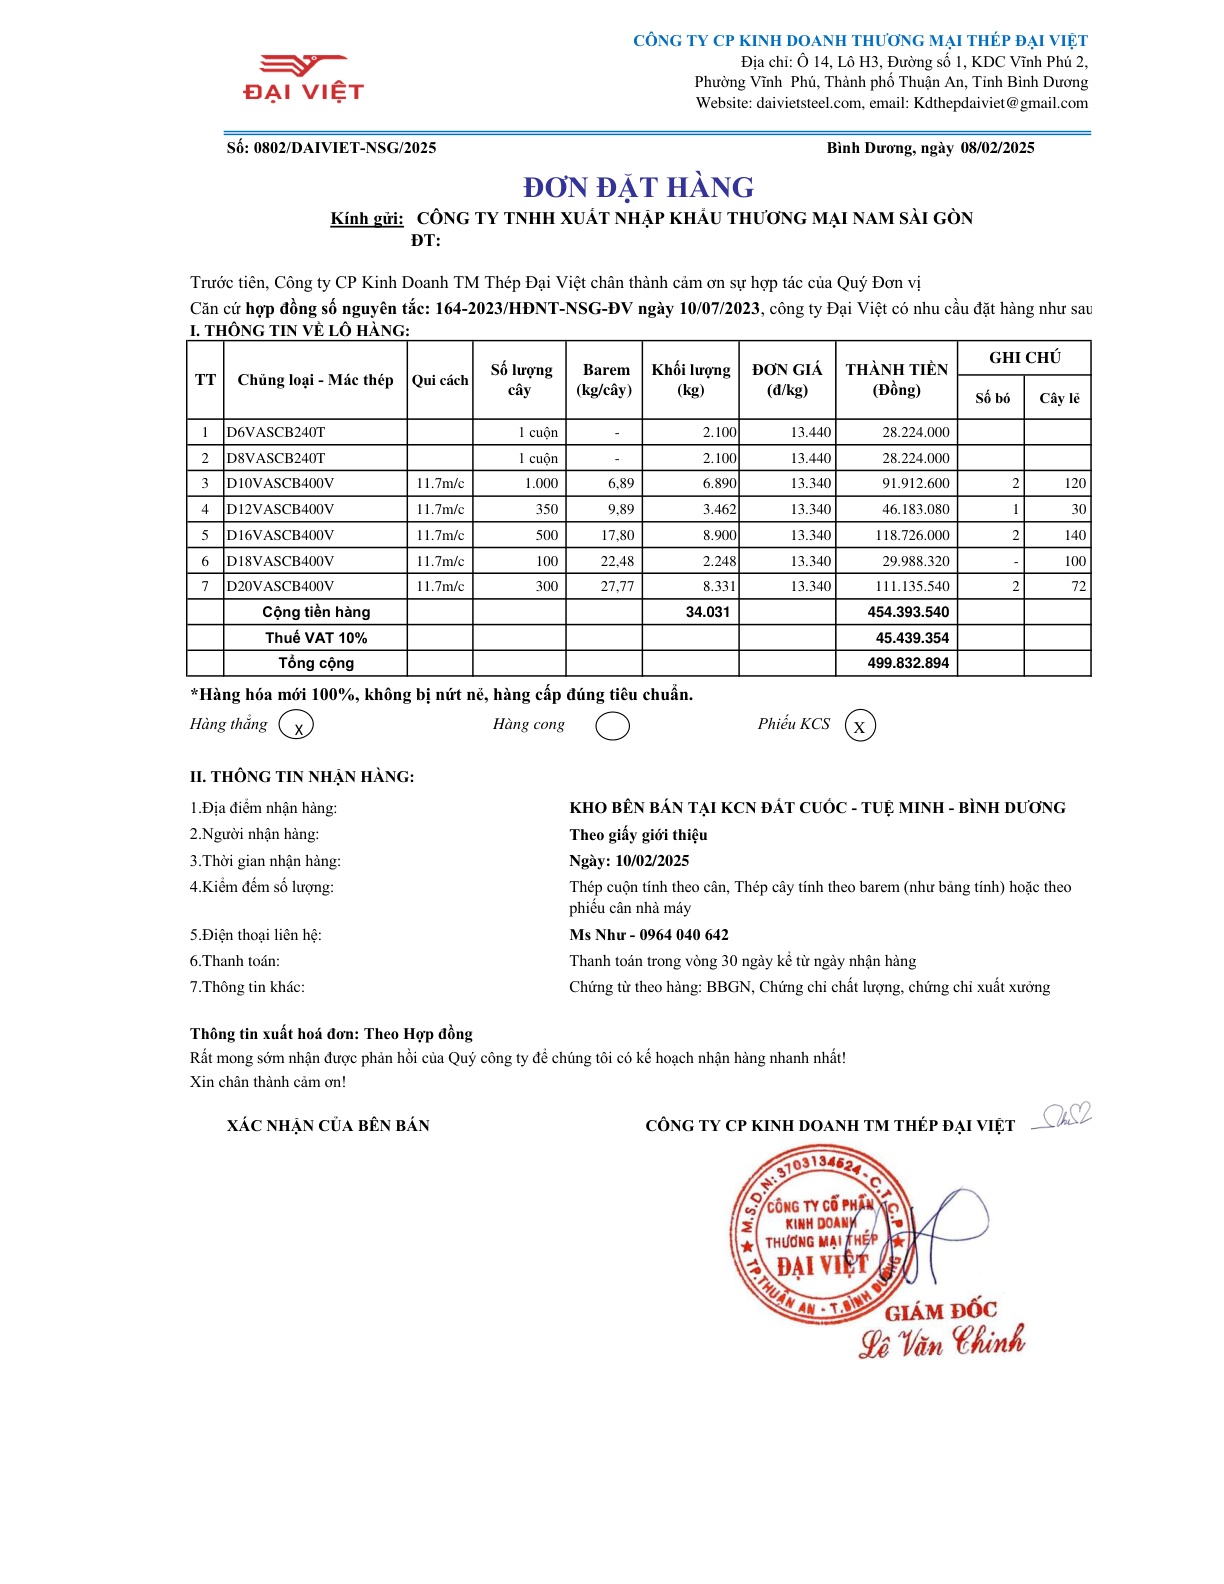 CÔNG TY CP KINH DOANH THƯƠNG MẠI THÉP ĐẠI VIỆT
ĐẠI VIỆT
Địa chỉ: Ô 14, Lô H3, Đường số 1, KDC Vĩnh Phú 2,
Phường Vĩnh Phú, Thành phố Thuận An, Tỉnh Bình Dương
Website: daivietsteel.com, email: Kdthepdaiviet@gmail.com
Số: 0802/DAIVIET-NSG/2025 Bình Dương, ngày 08/02/2025
ĐƠN ĐẶT HÀNG
Kính gửi: CÔNG TY TNHH XUẤT NHẬP KHẨU THƯƠNG MẠI NAM SÀI GÒN
ĐT:
Trước tiên, Công ty CP Kinh Doanh TM Thép Đại Việt chân thành cảm ơn sự hợp tác của Quý Đơn vị
Căn cứ hợp đồng số nguyên tắc: 164-2023/HĐNT-NSG-ĐV ngày 10/07/2023, công ty Đại Việt có nhu cầu đặt hàng như sau
I. THÔNG TIN VỀ LÔ HÀNG:
TT Chủng loại - Mác thép Qui cách Số lượng cây Barem (kg/cây) Khối lượng (kg) ĐƠN GIÁ (đ/kg) THÀNH TIỀN (Đồng) GHI CHÚ
Số bó Cây lẻ
1 D6VASCB240T 1 cuộn - 2.100 13.440 28.224.000
2 D8VASCB240T 1 cuộn - 2.100 13.440 28.224.000
3 D10VASCB400V 11.7m/c 1.000 6,89 6.890 13.340 91.912.600 2 120
4 D12VASCB400V 11.7m/c 350 9,89 3.462 13.340 46.183.080 1 30
5 D16VASCB400V 11.7m/c 500 17,80 8.900 13.340 118.726.000 2 140
6 D18VASCB400V 11.7m/c 100 22,48 2.248 13.340 29.988.320 - 100
7 D20VASCB400V 11.7m/c 300 27,77 8.331 13.340 111.135.540 2 72
Cộng tiền hàng 34.031 454.393.540
Thuế VAT 10% 45.439.354
Tổng cộng 499.832.894
*Hàng hóa mới 100%, không bị nứt nẻ, hàng cấp đúng tiêu chuẩn.
Hàng thẳng X Hàng cong Phiếu KCS X
II. THÔNG TIN NHẬN HÀNG:
1.Địa điểm nhận hàng: KHO BÊN BÁN TẠI KCN ĐẤT CUỐC - TUỆ MINH - BÌNH DƯƠNG
2.Người nhận hàng: Theo giấy giới thiệu
3.Thời gian nhận hàng: Ngày: 10/02/2025
4.Kiểm đếm số lượng: Thép cuộn tính theo cân, Thép cây tính theo barem (như bảng tính) hoặc theo
phiếu cân nhà máy
5.Điện thoại liên hệ: Ms Như - 0964 040 642
6.Thanh toán: Thanh toán trong vòng 30 ngày kể từ ngày nhận hàng
7.Thông tin khác: Chứng từ theo hàng: BBGN, Chứng chỉ chất lượng, chứng chỉ xuất xưởng
Thông tin xuất hoá đơn: Theo Hợp đồng
Rất mong sớm nhận được phản hồi của Quý công ty để chúng tôi có kế hoạch nhận hàng nhanh nhất!
Xin chân thành cảm ơn!
XÁC NHẬN CỦA BÊN BÁN CÔNG TY CP KINH DOANH TM THÉP ĐẠI VIỆT
M.S.D.N: 3703134624 - C.T.C.P
CÔNG TY CỔ PHẦN
KINH DOANH
THƯƠNG MẠI THÉP
ĐẠI VIỆT
TP.THUẬN AN - T.BÌNH DƯƠNG
GIÁM ĐỐC
Lê Văn Chinh